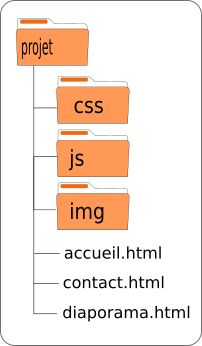 projet
css
js
img
accueil.html
contact.html
diaporama.html